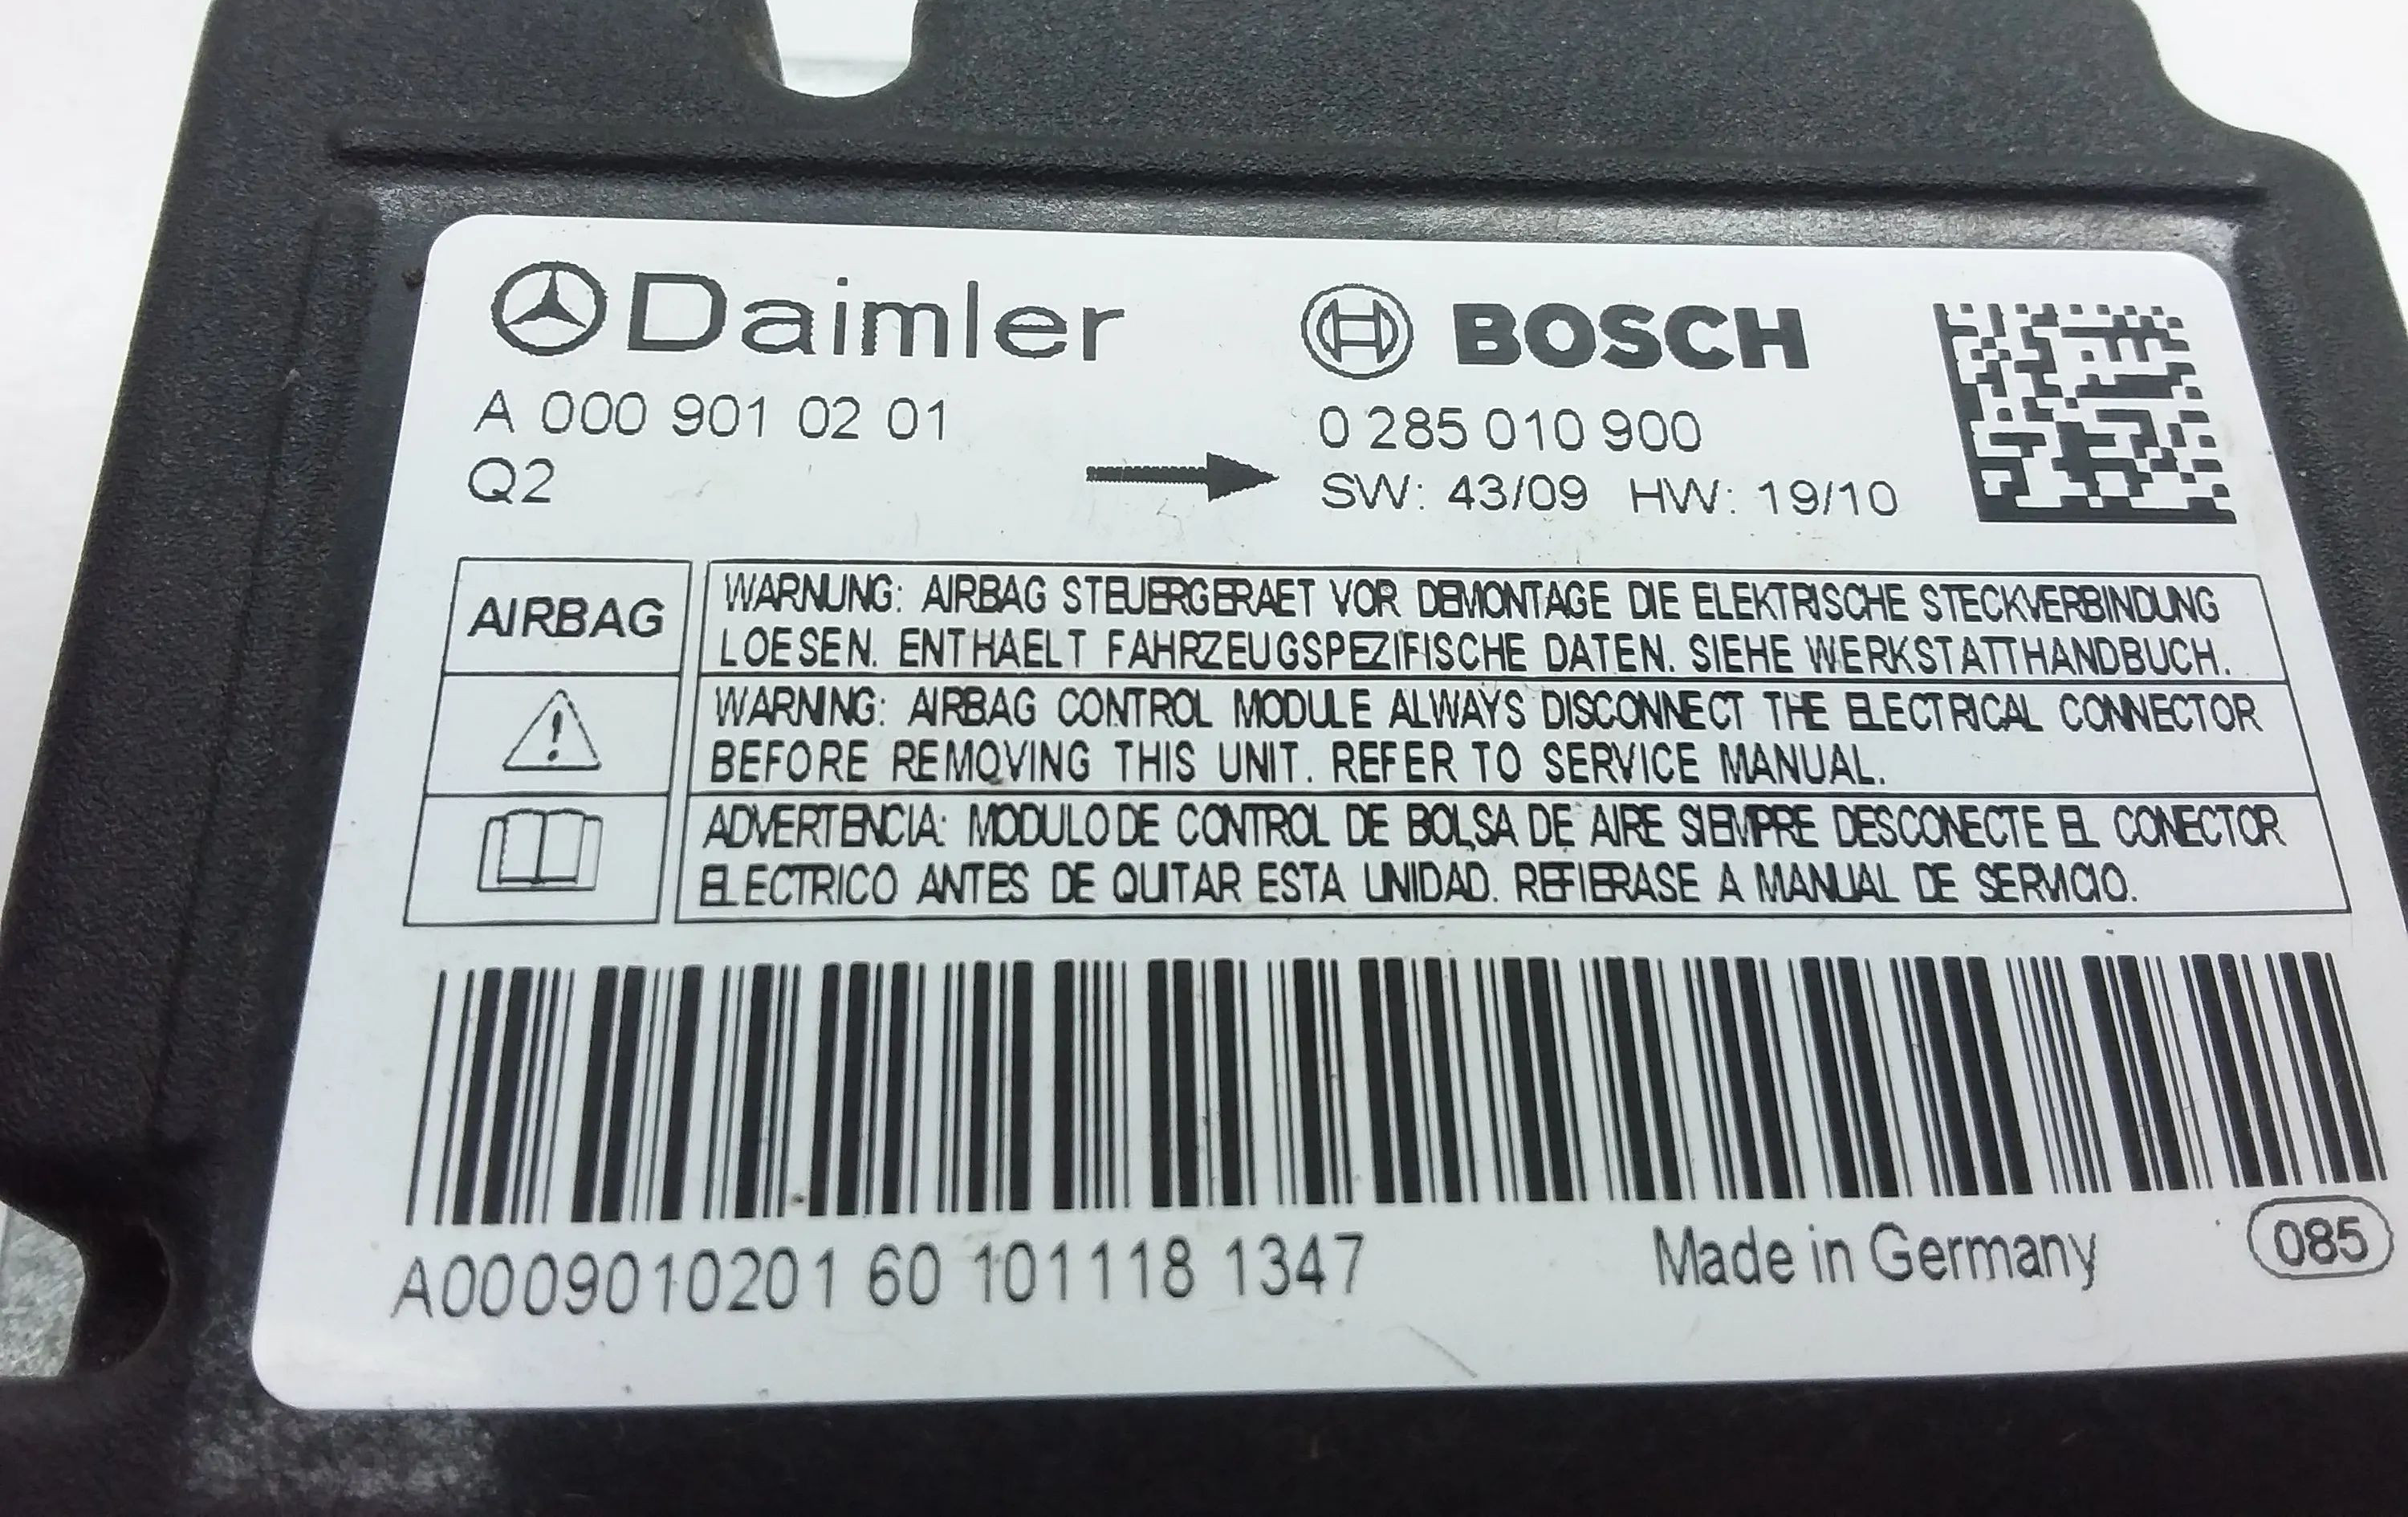 Daimler
A 000 901 02 01
Q2
BOSCH
0 285 010 900
SW: 43/09 HW: 19/10
AIRBAG
WARNUNG: AIRBAG STEUERGERAET VOR DEMONTAGE DIE ELEKTRISCHE STECKVERBINDUNG
LOESEN. ENTHAELT FAHRZEUGSPEZIFISCHE DATEN. SIEHE WERKSTATTHANDBUCH.
WARNING: AIRBAG CONTROL MODULE ALWAYS DISCONNECT THE ELECTRICAL CONNECTOR
BEFORE REMOVING THIS UNIT. REFER TO SERVICE MANUAL.
ADVERTENCIA: MODULO DE CONTROL DE BOLSA DE AIRE SIEMPRE DESCONECTE EL CONECTOR
ELECTRICO ANTES DE QUITAR ESTA UNIDAD. REFIERASE A MANUAL DE SERVICIO.
A0009010201 60 101118 1347
Made in Germany
085